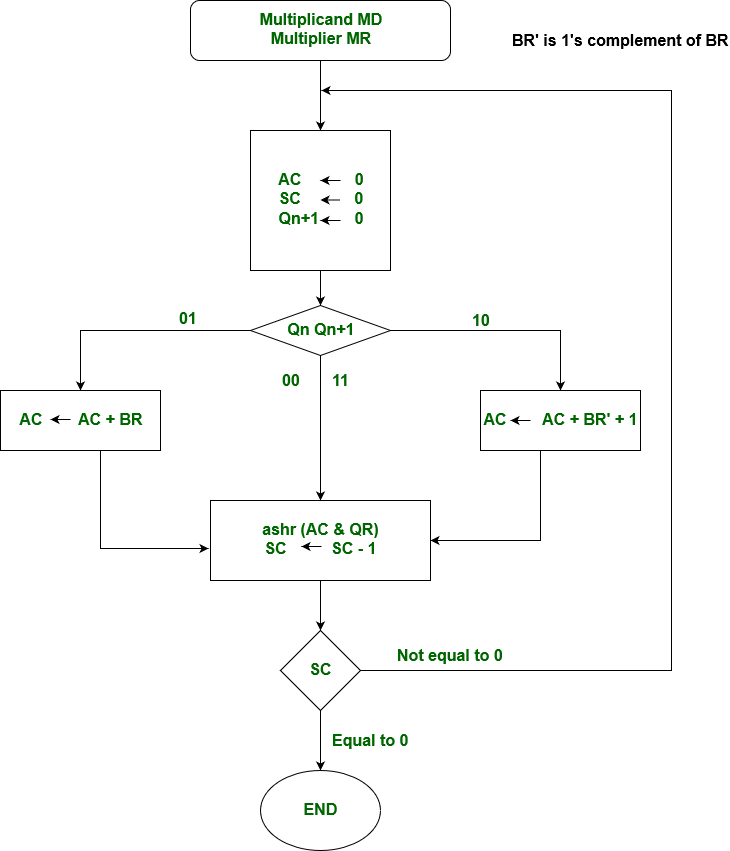 Multiplicand MD
Multiplier MR
BR' is 1's complement of BR
AC ← 0
SC ← 0
Qn+1 ← 0
01
Qn Qn+1
10
00
11
AC ← AC + BR
AC ← AC + BR' + 1
ashr (AC & QR)
SC ← SC - 1
SC
Not equal to 0
Equal to 0
END